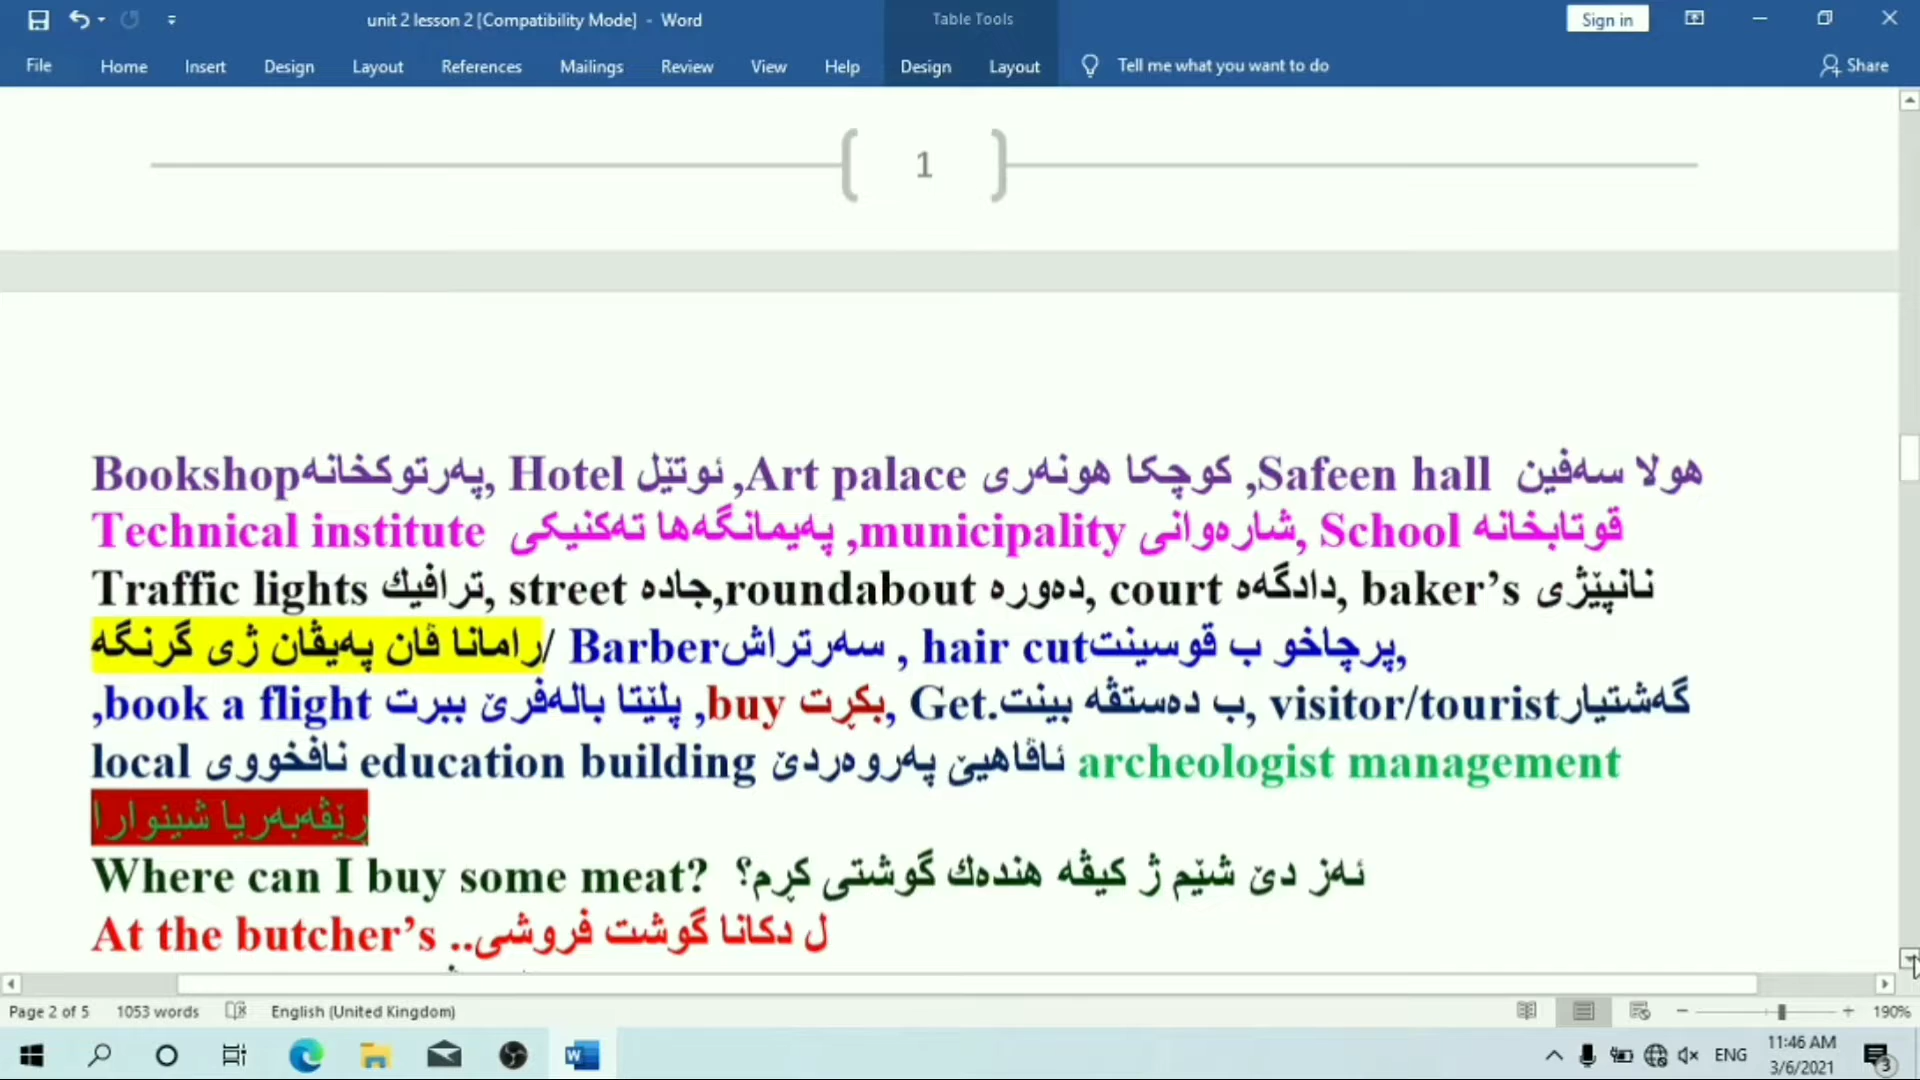 unit 2 lesson 2 [Compatibility Mode] - Word
Table Tools
Sign in
File Home Insert Design Layout References Mailings Review View Help Design Layout Tell me what you want to do Share
1
Bookshopپەرتوکخانە, Hotel ئوتێل ,Art palace کوچکا هونەری ,Safeen hall هولا سەفین
Technical institute پەیمانگەها تەکنیکی ,municipality شارەوانی, School قوتابخانە
Traffic lights ترافيك, street جادە,roundabout دەورە, court دادگەه, baker’s نانپێژی
رامانا ڤان پەیڤان ژی گرنگە/ Barberسەرتراش , hair cutپرچاخو ب قوسینت,
,book a flight پلێتا بالەفرێ ببرت ,buy بکڕت, Get.ب دەستڤە بینت, visitor/touristگەشتیار
local نافخووی education building ئاڤاهیێ پەروەردێ archeologist management
ڕێڤەبەریا شینوارا
Where can I buy some meat? ئەز دێ شێم ژ کیڤە هندەك گوشتی کڕم؟
At the butcher’s ..ل دکانا گوشت فروشی
Page 2 of 5 1053 words English (United Kingdom) 190%
ENG 11:46 AM
3/6/2021 3